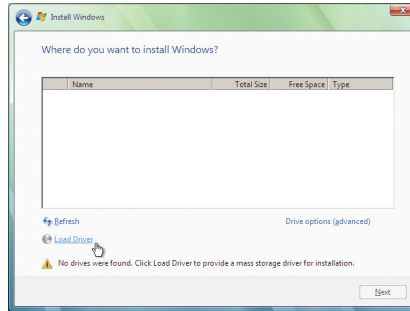 Install Windows
Where do you want to install Windows?
Name Total Size Free Space Type
Refresh Drive options (advanced)
Load Driver
No drives were found. Click Load Driver to provide a mass storage driver for installation.
Next